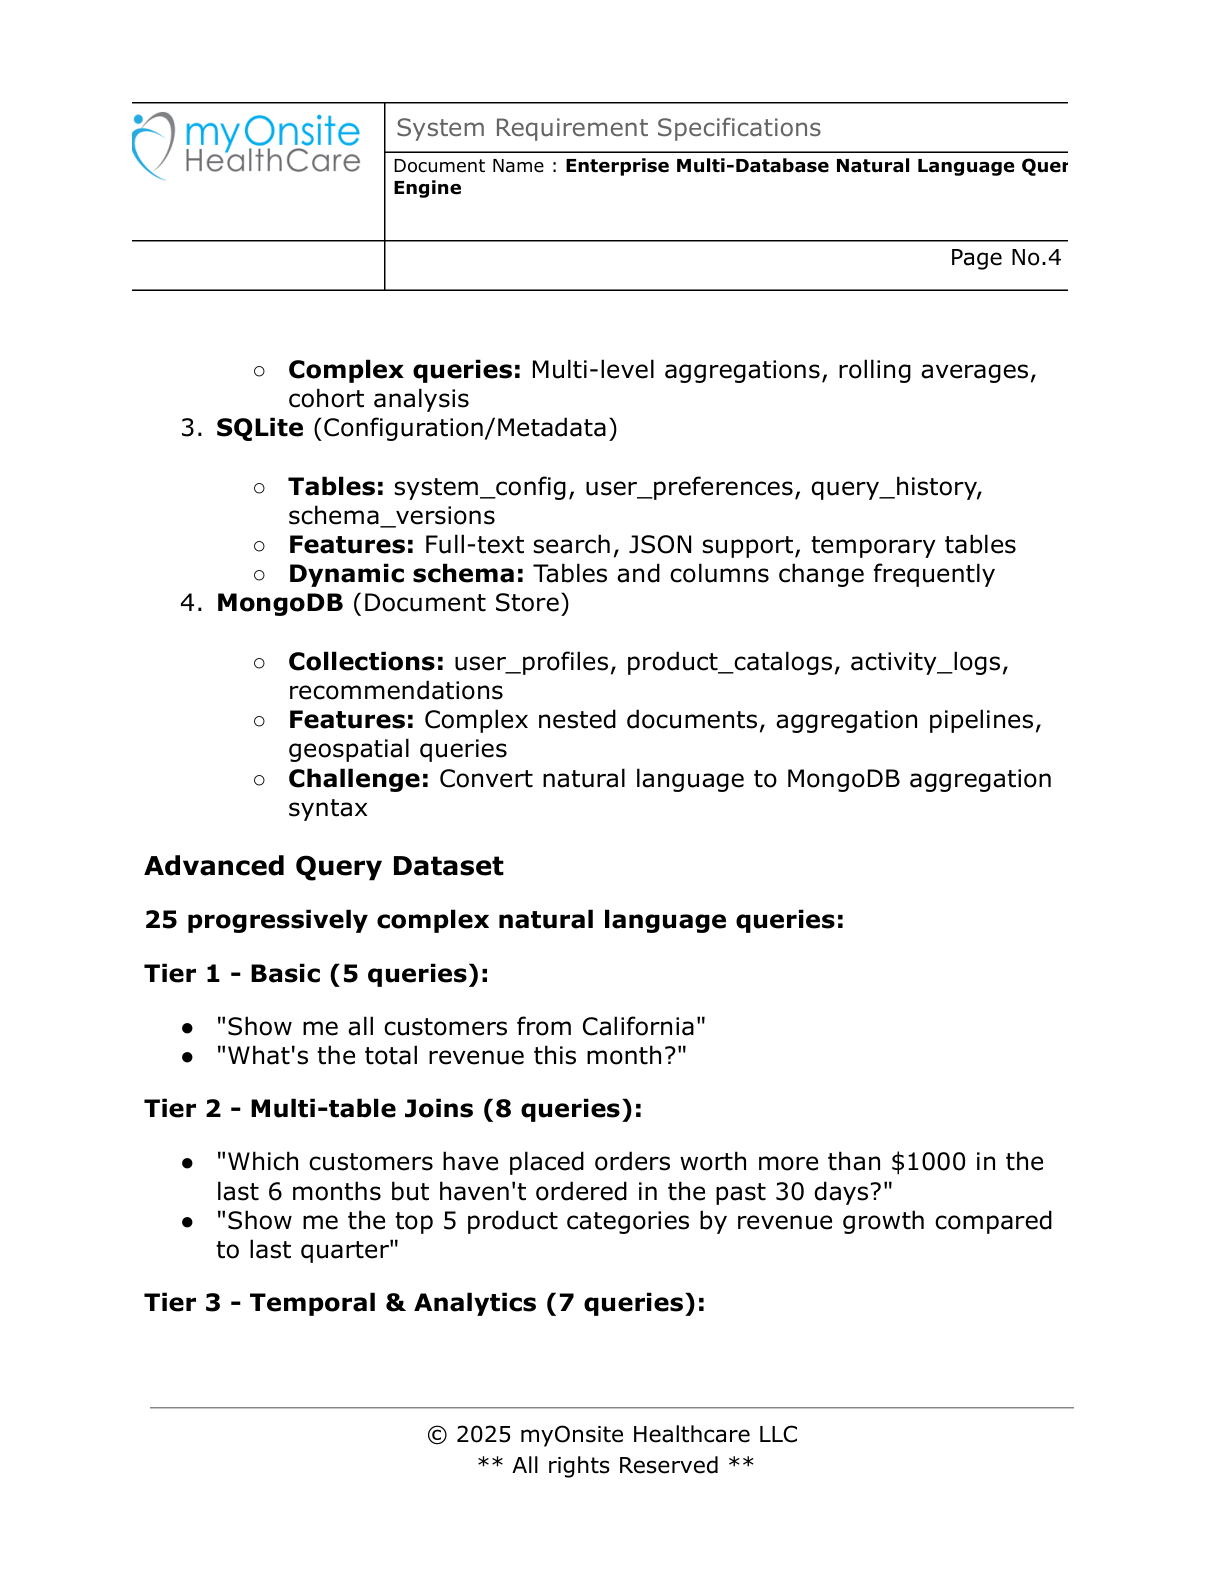 myOnsite
HealthCare
System Requirement Specifications
Document Name : Enterprise Multi-Database Natural Language Quer
Engine
Page No.4
○ Complex queries: Multi-level aggregations, rolling averages,
cohort analysis
3. SQLite (Configuration/Metadata)
○ Tables: system_config, user_preferences, query_history,
schema_versions
○ Features: Full-text search, JSON support, temporary tables
○ Dynamic schema: Tables and columns change frequently
4. MongoDB (Document Store)
○ Collections: user_profiles, product_catalogs, activity_logs,
recommendations
○ Features: Complex nested documents, aggregation pipelines,
geospatial queries
○ Challenge: Convert natural language to MongoDB aggregation
syntax
Advanced Query Dataset
25 progressively complex natural language queries:
Tier 1 - Basic (5 queries):
● "Show me all customers from California"
● "What's the total revenue this month?"
Tier 2 - Multi-table Joins (8 queries):
● "Which customers have placed orders worth more than $1000 in the
last 6 months but haven't ordered in the past 30 days?"
● "Show me the top 5 product categories by revenue growth compared
to last quarter"
Tier 3 - Temporal & Analytics (7 queries):
© 2025 myOnsite Healthcare LLC
** All rights Reserved **